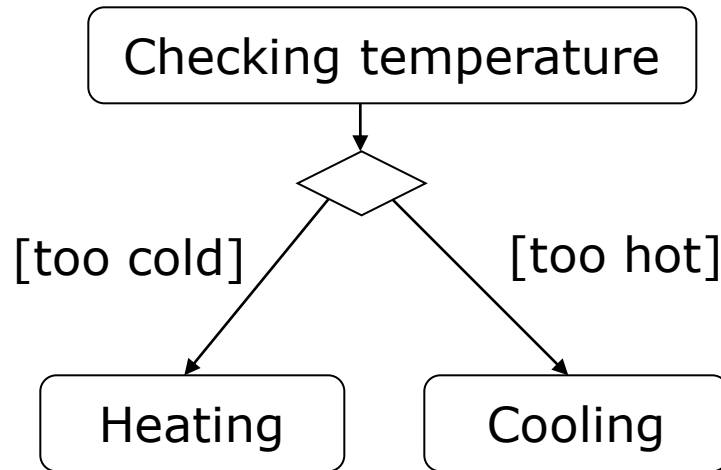 Checking temperature
[too cold]
[too hot]
Heating
Cooling